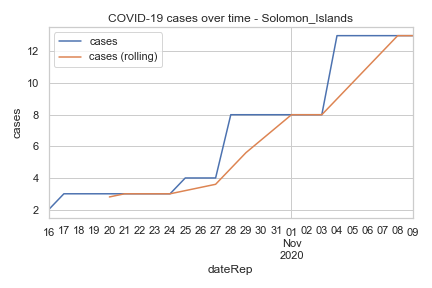 COVID-19 cases over time - Solomon_Islands
cases
cases (rolling)
12
10
8
6
4
2
cases
16 17 18 19 20 21 22 23 24 25 26 27 28 29 30 31 01 02 03 04 05 06 07 08 09
Nov
2020
dateRep